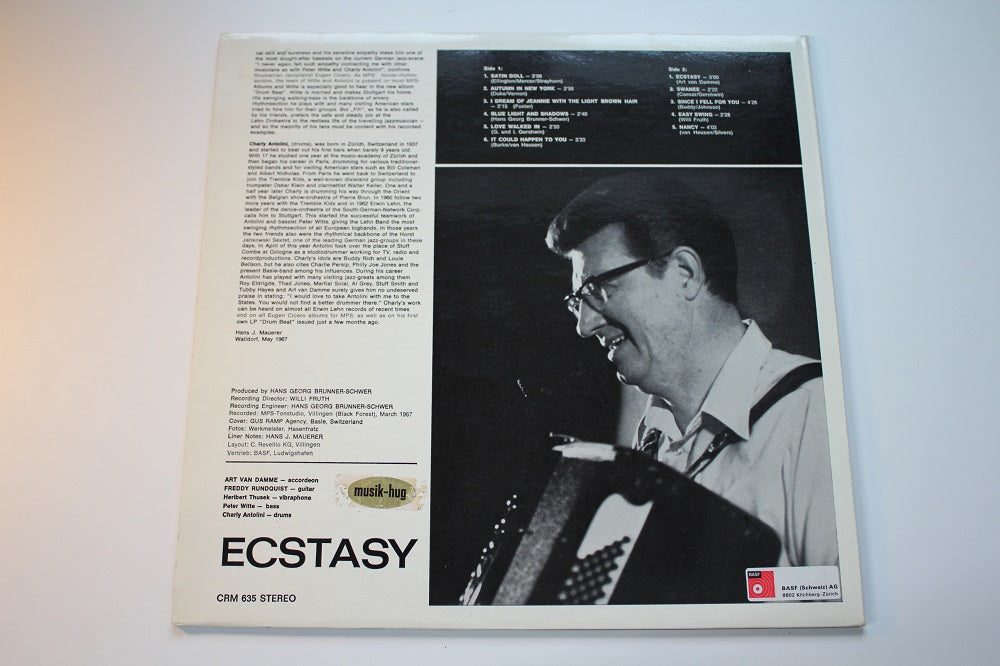 cal skill and sureness and his sensitive empathy make him one of
the most sought-after bassists on the current German jazz-scene.
"I never again felt such empathy connecting me with other
musicians as with Peter Witte and Charly Antolini", confirms
Roumanian Jazzpianist Eugen Cicero. As MPS' house-rhythm-
section, the team of Witte and Antolini is present on most MPS-
Albums and Witte is especially good to hear in the new album
"Drum Beat". Witte is married and makes Stuttgart his home.
His swinging walking-bass is the backbone of every
rhythmsection he plays with and many visiting American stars
tried to hire him for their groups. But „Fifi", as he is also called
by his friends, prefers the safe and steady job at the
Lehn Orchestra to the restless life of the travelling jazzmusician —
and so the majority of his fans must be content with his recorded
examples.
Charly Antolini, (drums), was born in Zürich, Switzerland in 1937
and started to beat out his first bars when barely 9 years old.
With 17 he studied one year at the music-academy of Zürich and
then began his career in Paris, drumming for various traditional-
styled bands and for visiting American stars such as Bill Coleman
and Albert Nicholas. From Paris he went back to Switzerland to
join the Tremble Kids, a well-known dixieland group including
trumpeter Oskar Klein and clarinettist Walter Keller. One and a
half year later Charly is drumming his way through the Orient
with the Belgian show-orchestra of Pierre Brun. In 1960 follow two
more years with the Tremble Kids and in 1962 Erwin Lehn, the
leader of the dance-orchestra of the South-German-Network Corp.
calls him to Stuttgart. This started the successful teamwork of
Antolini and bassist Peter Witte, giving the Lehn Band the most
swinging rhythmsection of all European bigbands. In those years
the two friends also were the rhythmical backbone of the Horst
Jankowski Sextet, one of the leading German jazz-groups in these
days. In April of this year Antolini took over the place of Stuff
Combe at Cologne as a studiodrummer working for TV, radio and
recordproductions. Charly's idols are Buddy Rich and Louie
Bellson, but he also cites Charlie Persip, Philly Joe Jones and the
present Basie-band among his influences. During his career
Antolini has played with many visiting jazz-greats among them
Roy Eldrigde, Thad Jones, Martial Solal, Al Grey, Stuff Smith and
Tubby Hayes and Art van Damme surely gives him no undeserved
praise in stating: "I would love to take Antolini with me to the
States. You would not find a better drummer there." Charly's work
can be heard on almost all Erwin Lehn records of recent times
and on all Eugen Cicero albums for MPS, as well as on his first
own LP "Drum Beat" issued just a few months ago.
Hans J. Mauerer
Walldorf, May 1967
Produced by HANS GEORG BRUNNER-SCHWER
Recording Director: WILLI FRUTH
Recording Engineer: HANS GEORG BRUNNER-SCHWER
Recorded: MPS-Tonstudio, Villingen (Black Forest), March 1967
Cover: GUS RAMP Agency, Basle, Switzerland
Fotos: Werkmeister, Hasenfratz
Liner Notes: HANS J. MAUERER
Layout: C. Revellio KG, Villingen
Vertrieb: BASF, Ludwigshafen
ART VAN DAMME — accordeon
FREDDY RUNDQUIST — guitar
Heribert Thusek — vibraphone
Peter Witte — bass
Charly Antolini — drums
musik-hug
ECSTASY
CRM 635 STEREO
Side 1:
1. SATIN DOLL — 3'06
(Ellington/Mercer/Strayhorn)
2. AUTUMN IN NEW YORK — 2'58
(Duke/Vernon)
3. I DREAM OF JEANNIE WITH THE LIGHT BROWN HAIR
— 2'15 (Foster)
4. BLUE LIGHT AND SHADOWS — 2'40
(Hans Georg Brunner-Schwer)
5. LOVE WALKED IN — 2'50
(G. und I. Gershwin)
6. IT COULD HAPPEN TO YOU — 3'33
(Burke/van Heusen)
Side 2:
1. ECSTASY — 3'00
(Art van Damme)
2. SWANEE — 2'22
(Caesar/Gershwin)
3. SINCE I FELL FOR YOU — 4'26
(Buddy/Johnson)
4. EASY SWING — 2'28
(Willi Fruth)
5. NANCY — 4'03
(van Heusen/Silvers)
BASF
BASF (Schweiz) AG
8802 Kilchberg-Zürich